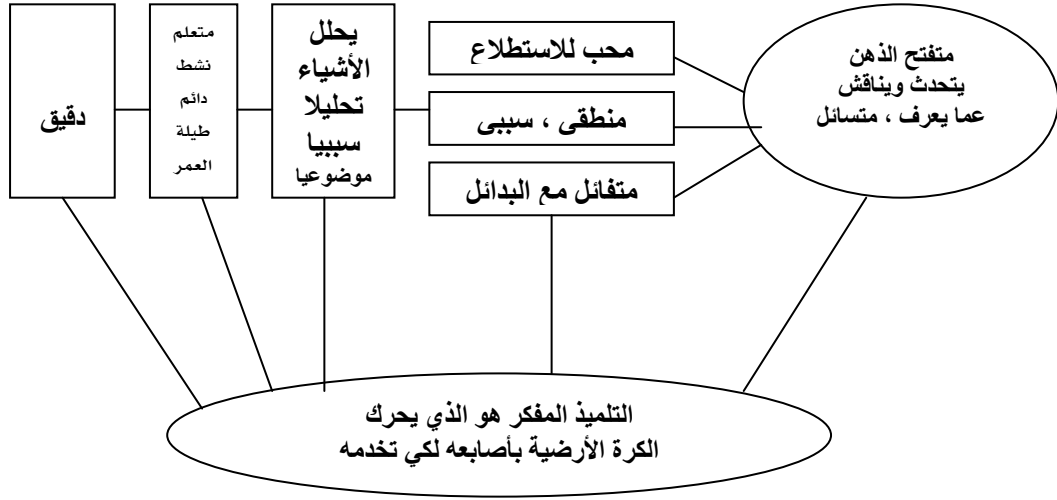 متفتح الذهن
يتحدث ويناقش
عما يعرف ، متسائل
محب للاستطلاع
منطقى ، سببى
متفائل مع البدائل
يحلل
الأشياء
تحليلا
سببيا
موضوعيا
متعلم
نشط
دائم
طيلة
العمر
دقيق
التلميذ المفكر هو الذي يحرك
الكرة الأرضية بأصابعه لكي تخدمه